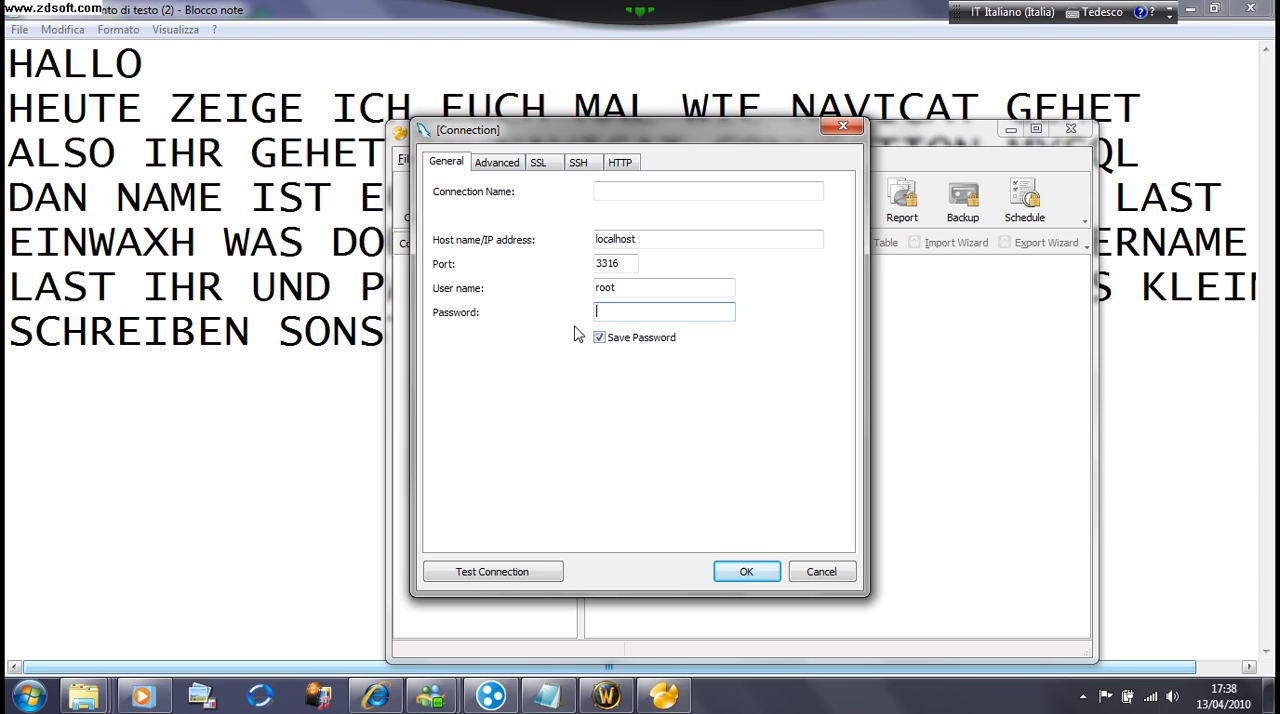 www.zdsoft.com
nto di testo (2) - Blocco note
IT Italiano (Italia) Tedesco ?
File Modifica Formato Visualizza ?
HALLO
HEUTE ZEIGE ICH EUCH MAL WIE NAVICAT GEHET
ALSO IHR GEHET
DAN NAME IST LAST
EINWAXH WAS DO ERNAME
LAST IHR UND KLEIN
SCHREIBEN SONS
[Connection]
General Advanced SSL SSH HTTP
Connection Name:
Host name/IP address: localhost
Port: 3316
User name: root
Password:
Save Password
Test Connection OK Cancel
Report Backup Schedule
Table Import Wizard Export Wizard
17:38
13/04/2010